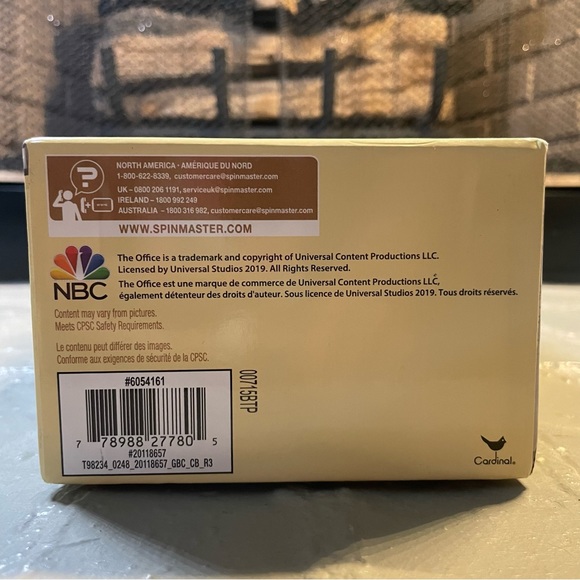 ?
NORTH AMERICA · AMÉRIQUE DU NORD
1-800-622-8339, customercare@spinmaster.com
UK – 0800 206 1191, serviceuk@spinmaster.com
IRELAND – 1800 992 249
AUSTRALIA – 1800 316 982, customercare@spinmaster.com
WWW.SPINMASTER.COM
The Office is a trademark and copyright of Universal Content Productions LLC.
Licensed by Universal Studios 2019. All Rights Reserved.
NBC
The Office est une marque de commerce de Universal Content Productions LLC,
également détenteur des droits d'auteur. Sous licence de Universal Studios 2019. Tous droits réservés.
Content may vary from pictures.
Meets CPSC Safety Requirements.
Le contenu peut différer des images.
Conforme aux exigences de sécurité de la CPSC.
#6054161
7 78988 27780 5
#20118657
T98234_0248_20118657_GBC_CB_R3
00715BTP
Cardinal®